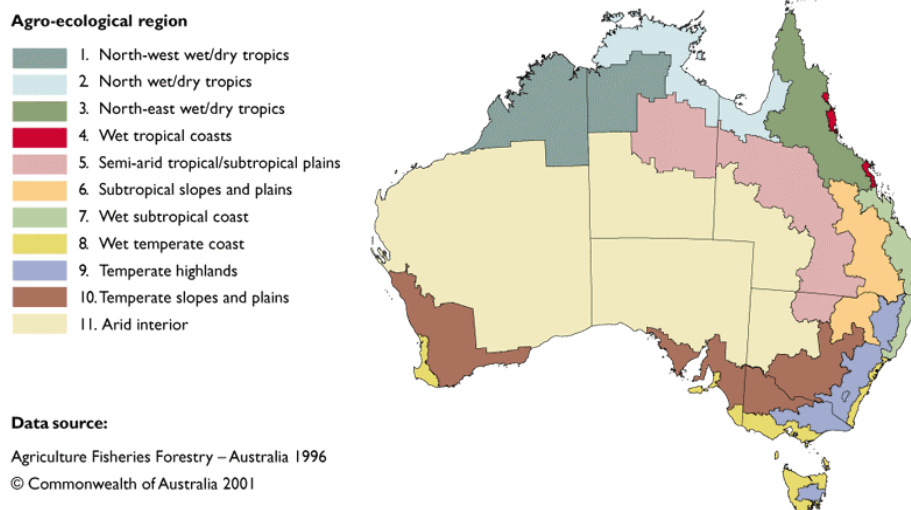 Agro-ecological region
1. North-west wet/dry tropics
2. North wet/dry tropics
3. North-east wet/dry tropics
4. Wet tropical coasts
5. Semi-arid tropical/subtropical plains
6. Subtropical slopes and plains
7. Wet subtropical coast
8. Wet temperate coast
9. Temperate highlands
10. Temperate slopes and plains
11. Arid interior
Data source:
Agriculture Fisheries Forestry – Australia 1996
© Commonwealth of Australia 2001